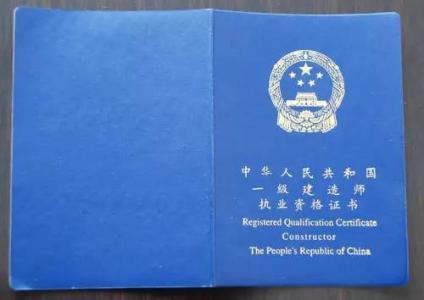 中华人民共和国
一级建造师
执业资格证书
Registered Qualification Certificate
Constructor
The People's Republic of China